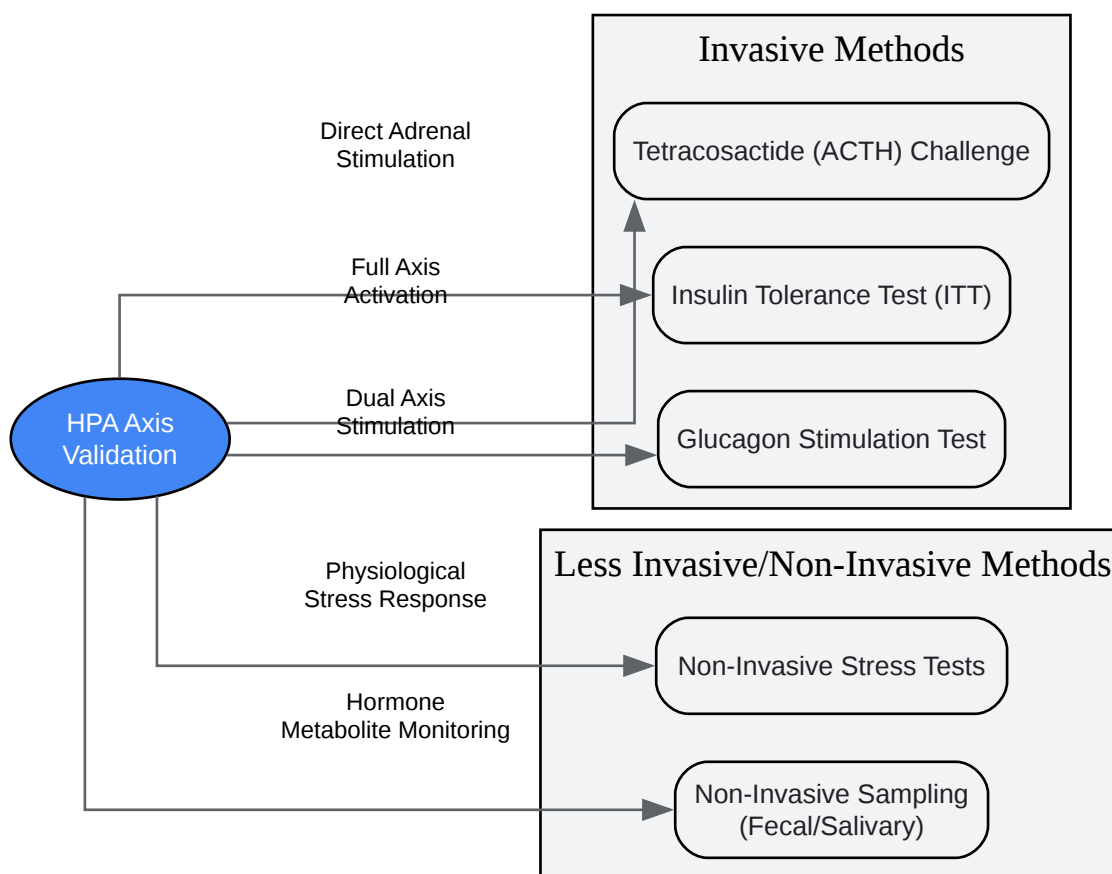 Invasive Methods
Direct Adrenal
Stimulation
Tetracosactide (ACTH) Challenge
Full Axis
Activation
Insulin Tolerance Test (ITT)
HPA Axis
Validation
Dual Axis
Stimulation
Glucagon Stimulation Test
Less Invasive/Non-Invasive Methods
Physiological
Stress Response
Non-Invasive Stress Tests
Hormone
Metabolite Monitoring
Non-Invasive Sampling
(Fecal/Salivary)